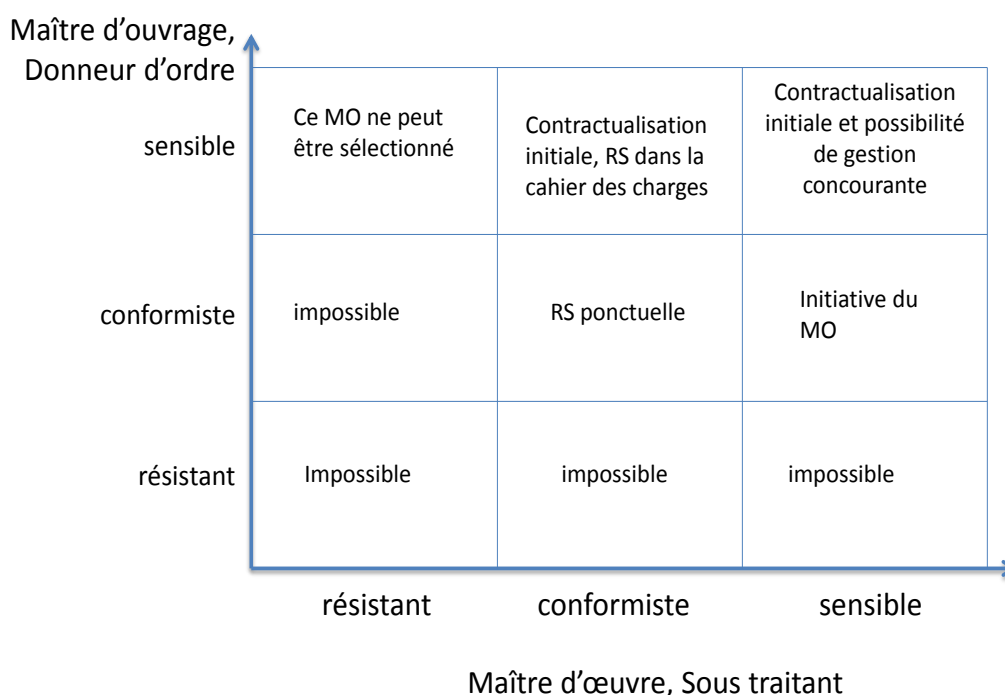 Maître d'ouvrage,
Donneur d'ordre
sensible
Ce MO ne peut
être sélectionné
Contractualisation
initiale, RS dans la
cahier des charges
Contractualisation
initiale et possibilité
de gestion
concourante
conformiste
impossible
RS ponctuelle
Initiative du
MO
résistant
Impossible
impossible
impossible
résistant
conformiste
sensible
Maître d'œuvre, Sous traitant